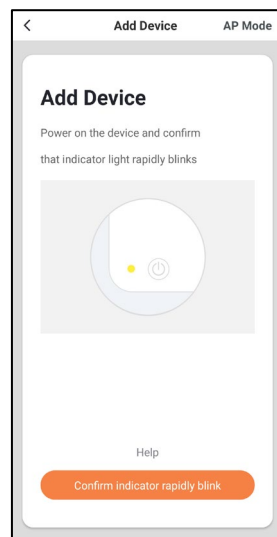 Add Device
AP Mode
Add Device
Power on the device and confirm
that indicator light rapidly blinks
Help
Confirm indicator rapidly blink